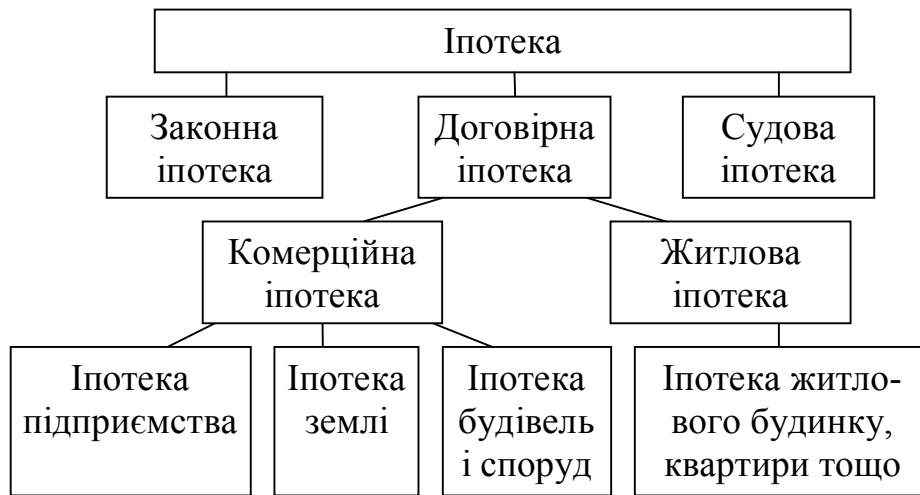 Іпотека
Законна
іпотека
Договірна
іпотека
Судова
іпотека
Комерційна
іпотека
Житлова
іпотека
Іпотека
підприємства
Іпотека
землі
Іпотека
будівель
і споруд
Іпотека житло-
вого будинку,
квартири тощо